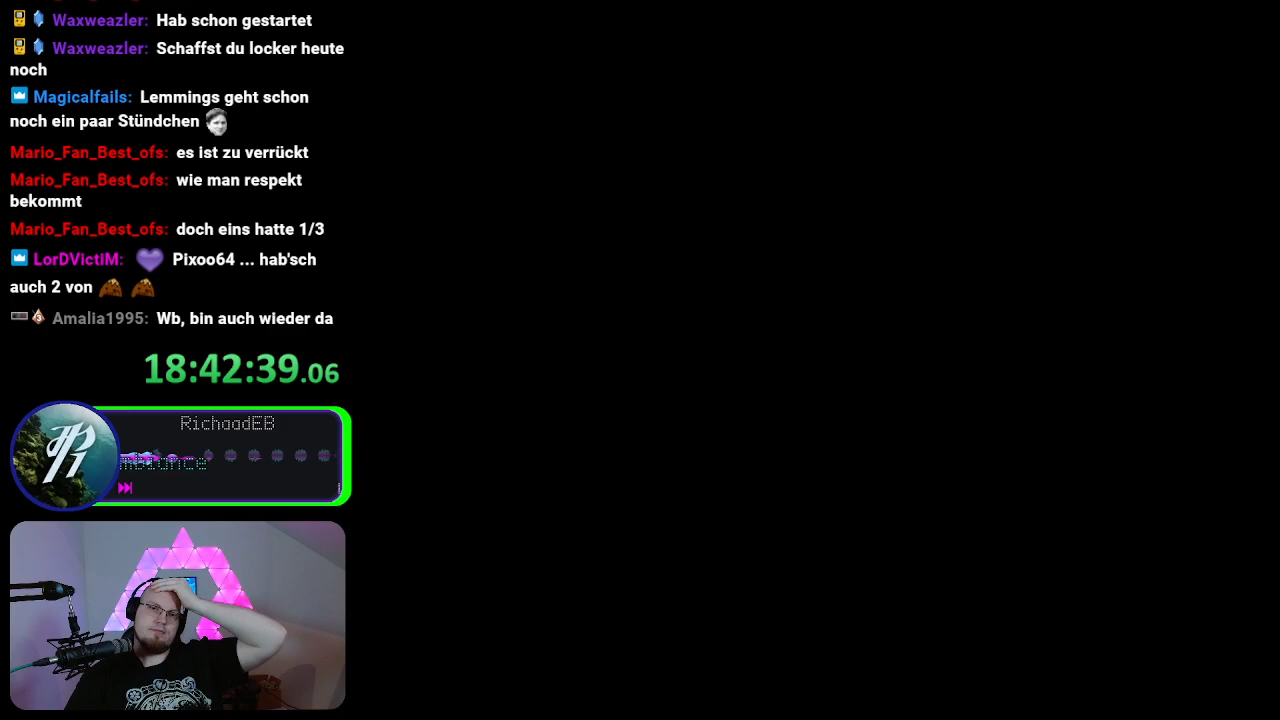 Waxweazler: Hab schon gestartet
Waxweazler: Schaffst du locker heute
noch
Magicalfails: Lemmings geht schon
noch ein paar Stündchen
Mario_Fan_Best_ofs: es ist zu verrückt
Mario_Fan_Best_ofs: wie man respekt
bekommt
Mario_Fan_Best_ofs: doch eins hatte 1/3
LorDVictIM: Pixoo64 ... hab'sch
auch 2 von
Amalia1995: Wb, bin auch wieder da
18:42:39.06
RichaadEB